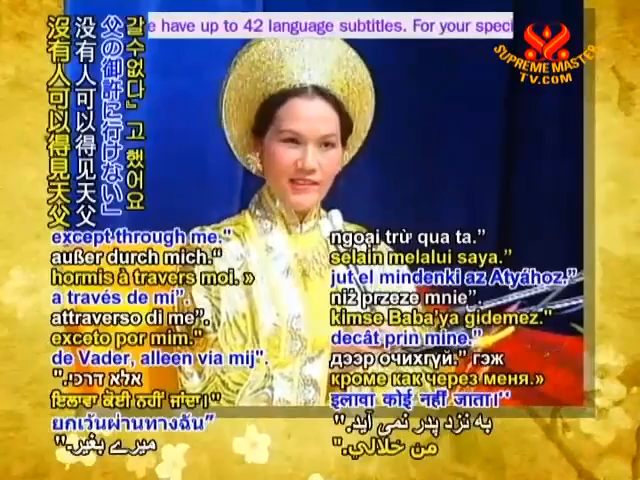 e have up to 42 language subtitles. For your speci
SUPREME MASTER
TV.COM
갈 수 없다』고 했어요
父の御許に行けない」
没有人可以得见天父
沒有人可以得見天父
except through me."
außer durch mich.“
hormis à travers moi. »
a través de mí”.
attraverso di me”.
exceto por mim."
de Vader, alleen via mij".
אלא דרכי."
ਇਲਾਵਾ ਕੋਈ ਨਹੀਂ ਜਾਂਦਾ।"
ยกเว้นผ่านทางฉัน”
میرے بغیر."
ngoại trừ qua ta.”
selain melalui saya.”
jut el mindenki az Atyához.”
niż przeze mnie”.
kimse Baba'ya gidemez."
decât prin mine.”
дээр очихгүй.” гэж
кроме как через меня.»
इलावा कोई नहीं जाता।"
به نزد پدر نمی آید."
من خلالي."